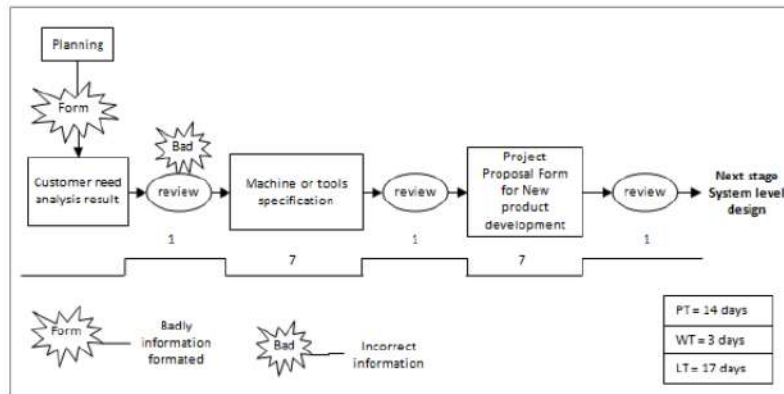 Planning
Form
Bad
Customer need
analysis result
review
Machine or tools
specification
review
Project
Proposal Form
for New
product
development
review
Next stage
System level
design
1
7
1
7
1
Form
Badly
information
formated
Bad
Incorrect
information
PT= 14 days
WT= 3 days
LT= 17 days